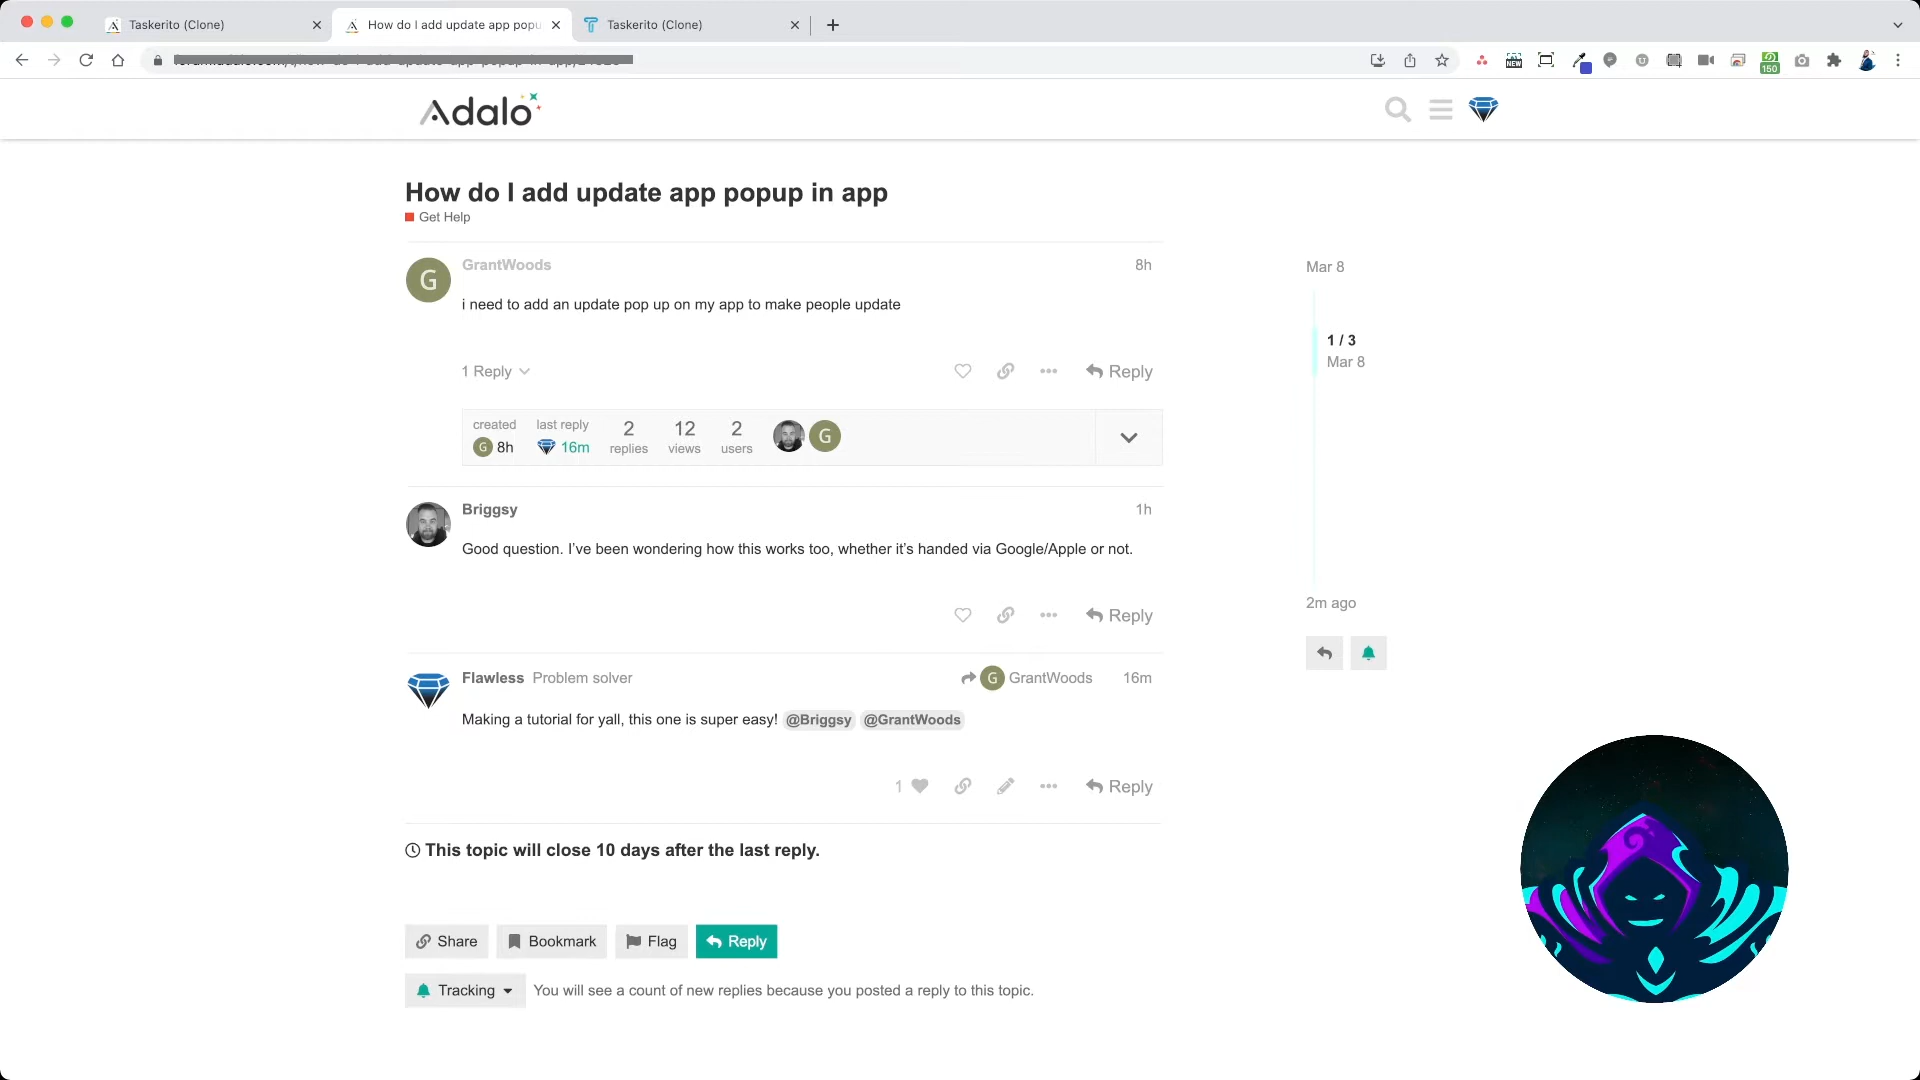 Taskerito (Clone)
How do I add update app popu
Taskerito (Clone)
NEW
150
Adalo
How do I add update app popup in app
Get Help
G
GrantWoods
8h
i need to add an update pop up on my app to make people update
1 Reply
Reply
created
G 8h
last reply
16m
2
replies
12
views
2
users
G
Briggsy
1h
Good question. I've been wondering how this works too, whether it's handed via Google/Apple or not.
Reply
Flawless Problem solver
G GrantWoods
16m
Making a tutorial for yall, this one is super easy! @Briggsy @GrantWoods
1
Reply
This topic will close 10 days after the last reply.
Share
Bookmark
Flag
Reply
Tracking
You will see a count of new replies because you posted a reply to this topic.
Mar 8
1 / 3
Mar 8
2m ago